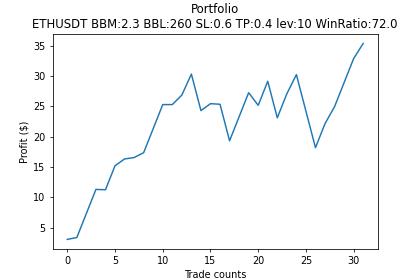 Portfolio
ETHUSDT BBM:2.3 BBL:260 SL:0.6 TP:0.4 lev:10 WinRatio:72.0
Profit ($)
35
30
25
20
15
10
5
0 5 10 15 20 25 30
Trade counts